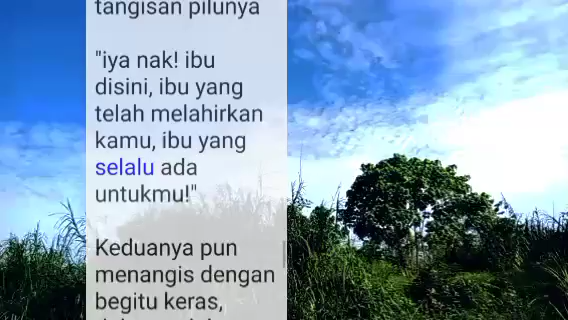 tangisan pilunya
"iya nak! ibu
disini, ibu yang
telah melahirkan
kamu, ibu yang
selalu ada
untukmu!"
Keduanya pun
menangis dengan
begitu keras,